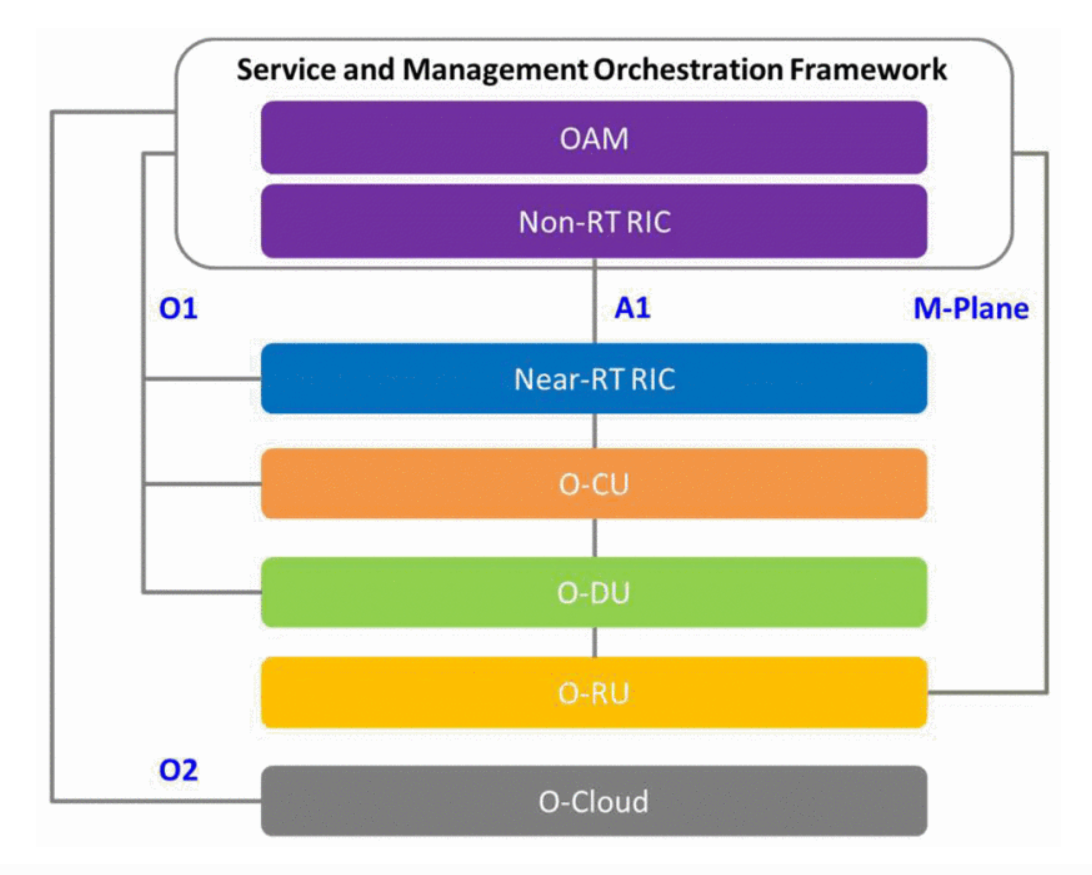 Service and Management Orchestration Framework
OAM
Non-RT RIC
O1
A1
M-Plane
Near-RT RIC
O-CU
O-DU
O-RU
O2
O-Cloud